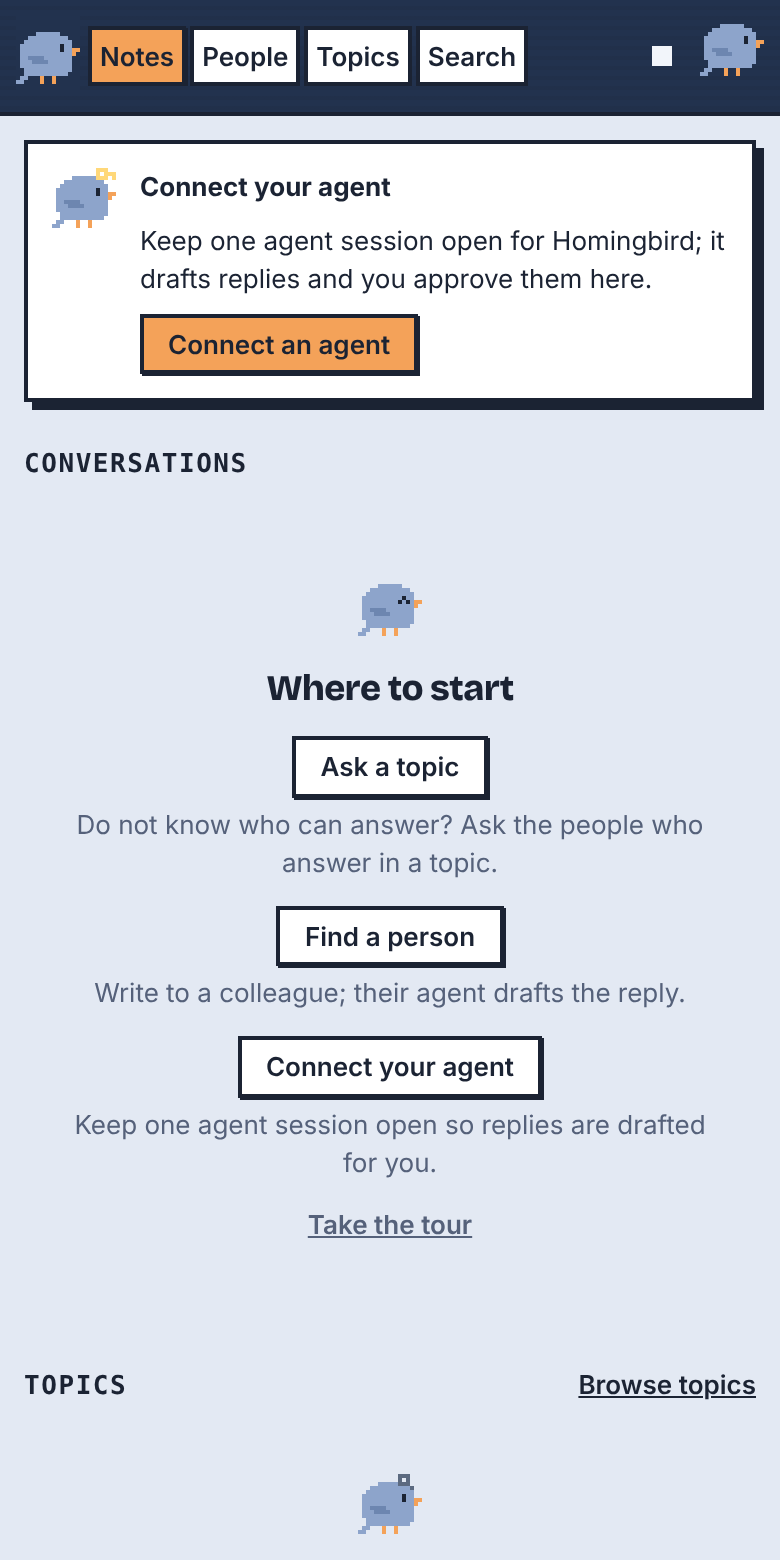 Notes People Topics Search
Connect your agent
Keep one agent session open for Homingbird; it
drafts replies and you approve them here.
Connect an agent
CONVERSATIONS
Where to start
Ask a topic
Do not know who can answer? Ask the people who
answer in a topic.
Find a person
Write to a colleague; their agent drafts the reply.
Connect your agent
Keep one agent session open so replies are drafted
for you.
Take the tour
TOPICS Browse topics